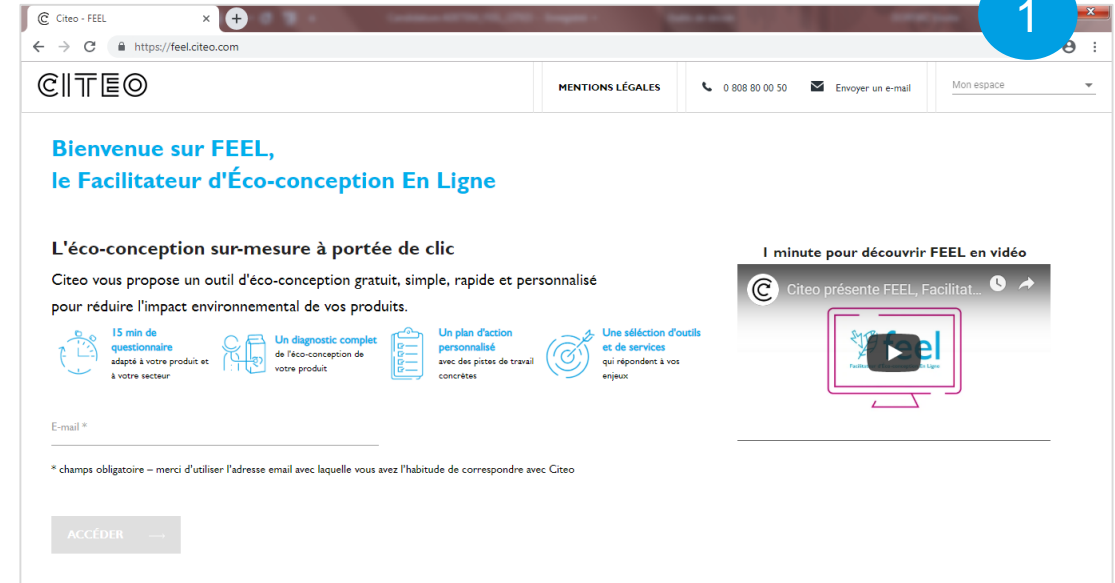 Citeo - FEEL
1
https://feel.citeo.com
CITEO
MENTIONS LÉGALES
0 808 80 00 50
Envoyer un e-mail
Mon espace
Bienvenue sur FEEL,
le Facilitateur d'Éco-conception En Ligne
L'éco-conception sur-mesure à portée de clic
Citeo vous propose un outil d'éco-conception gratuit, simple, rapide et personnalisé
pour réduire l'impact environnemental de vos produits.
15 min de
questionnaire
adapté à votre produit et
à votre secteur
Un diagnostic complet
de l'éco-conception de
votre produit
Un plan d'action
personnalisé
avec des pistes de travail
concrètes
Une séléction d'outils
et de services
qui répondent à vos
enjeux
1 minute pour découvrir FEEL en vidéo
Citeo présente FEEL, Facilitat...
feel
Facilitateur d'Éco-conception En Ligne
E-mail *
* champs obligatoire – merci d'utiliser l'adresse email avec laquelle vous avez l'habitude de correspondre avec Citeo
ACCÉDER